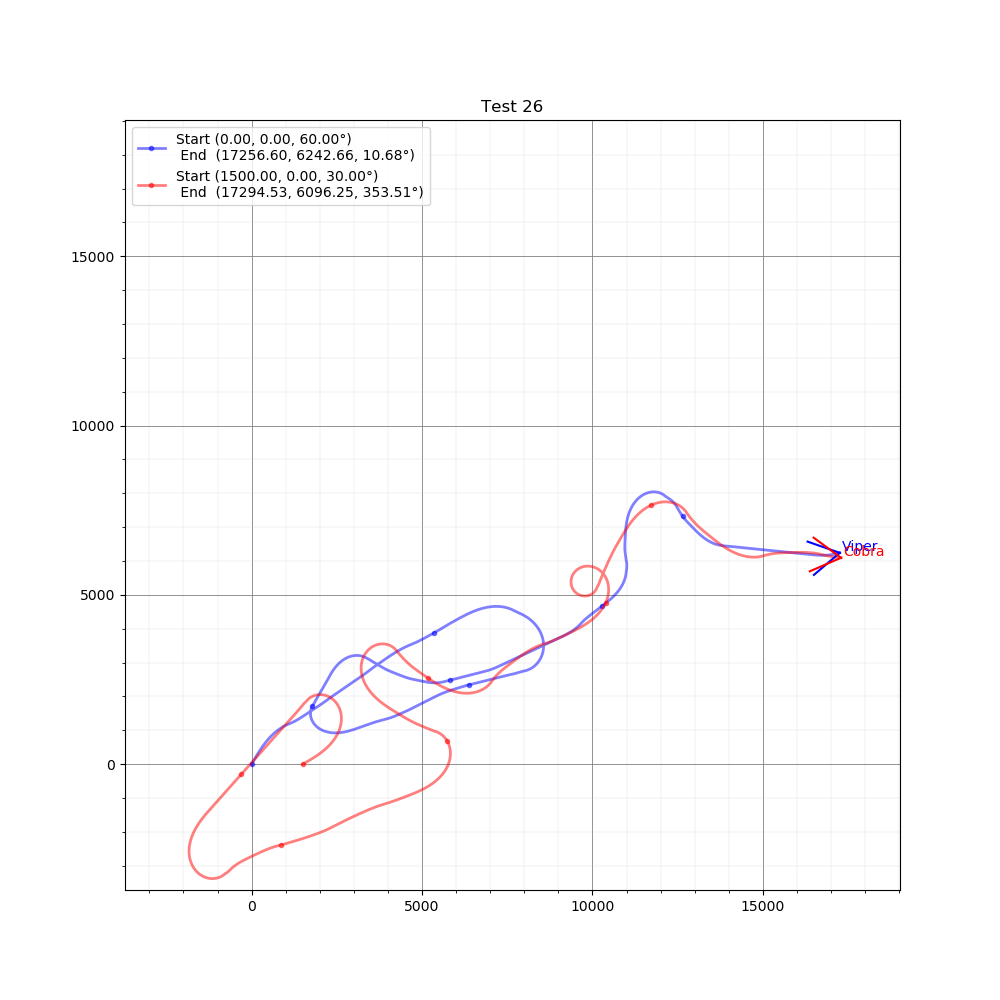 Test 26
Start (0.00, 0.00, 60.00°)
End  (17256.60, 6242.66, 10.68°)
Start (1500.00, 0.00, 30.00°)
End  (17294.53, 6096.25, 353.51°)
15000
10000
5000
0
Viper
Cobra
0
5000
10000
15000